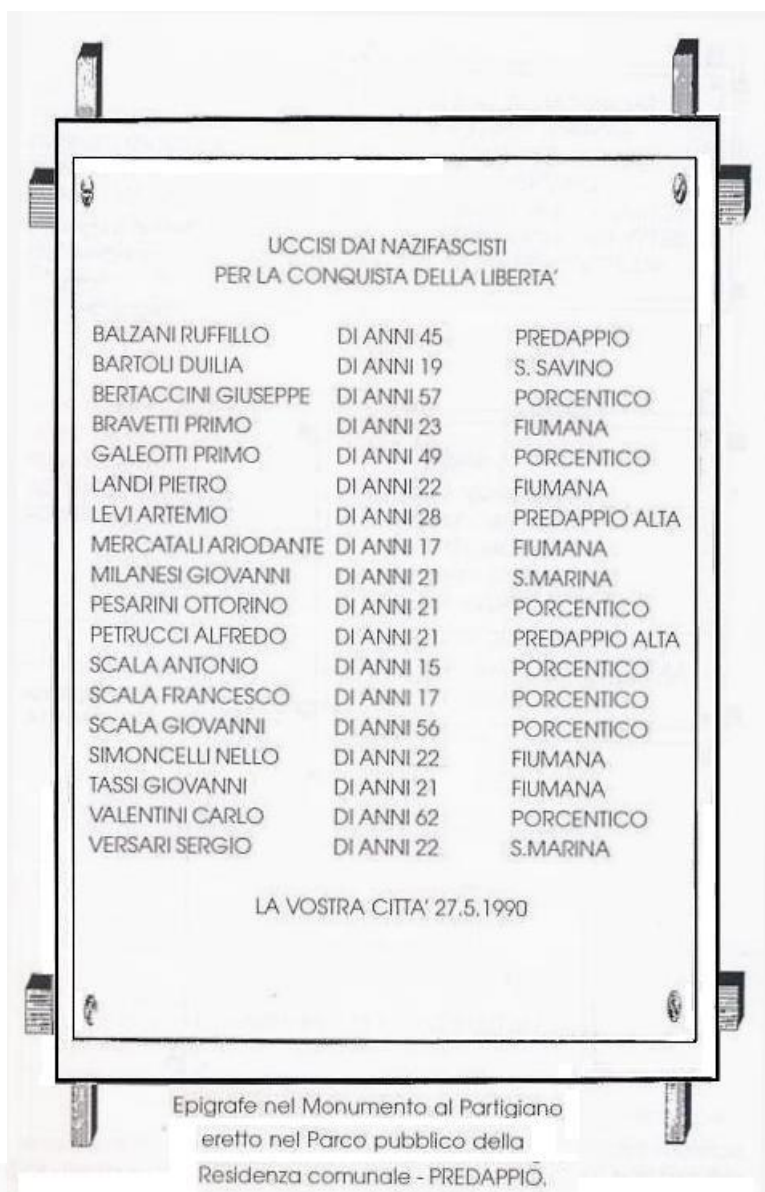 UCCISI DAI NAZIFASCISTI
PER LA CONQUISTA DELLA LIBERTA'
BALZANI RUFFILLO DI ANNI 45 PREDAPPIO
BARTOLI DUILIA DI ANNI 19 S. SAVINO
BERTACCINI GIUSEPPE DI ANNI 57 PORCENTICO
BRAVETTI PRIMO DI ANNI 23 FIUMANA
GALEOTTI PRIMO DI ANNI 49 PORCENTICO
LANDI PIETRO DI ANNI 22 FIUMANA
LEVI ARTEMIO DI ANNI 28 PREDAPPIO ALTA
MERCATALI ARIODANTE DI ANNI 17 FIUMANA
MILANESI GIOVANNI DI ANNI 21 S.MARINA
PESARINI OTTORINO DI ANNI 21 PORCENTICO
PETRUCCI ALFREDO DI ANNI 21 PREDAPPIO ALTA
SCALA ANTONIO DI ANNI 15 PORCENTICO
SCALA FRANCESCO DI ANNI 17 PORCENTICO
SCALA GIOVANNI DI ANNI 56 PORCENTICO
SIMONCELLI NELLO DI ANNI 22 FIUMANA
TASSI GIOVANNI DI ANNI 21 FIUMANA
VALENTINI CARLO DI ANNI 62 PORCENTICO
VERSARI SERGIO DI ANNI 22 S.MARINA
LA VOSTRA CITTA' 27.5.1990
Epigrafe nel Monumento al Partigiano
eretto nel Parco pubblico della
Residenza comunale - PREDAPPIO.